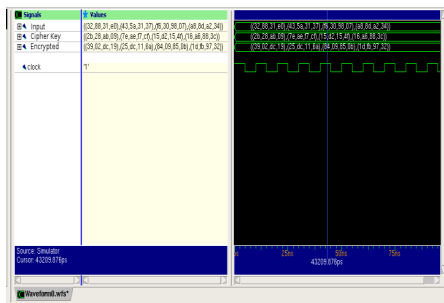 Signals
Values
Input ((32,88,31,e0),(43,5a,31,37),(f6,30,98,07),(a8,8d,a2,34)) ((32,88,31,e0),(43,5a,31,37),(f6,30,98,07),(a8,8d,a2,34))
Cipher Key ((2b,28,ab,09),(7e,ae,f7,cf),(15,d2,15,4f),(16,a6,88,3c)) ((2b,28,ab,09),(7e,ae,f7,cf),(15,d2,15,4f),(16,a6,88,3c))
Encrypted ((39,02,dc,19),(25,dc,11,6a),(84,09,85,0b),(1d,fb,97,32)) ((39,02,dc,19),(25,dc,11,6a),(84,09,85,0b),(1d,fb,97,32))
clock '1'
Source: Simulator
Cursor: 43209.876ps
25ns 50ns 75ns
43209.876ps
Waveform0.wfs*